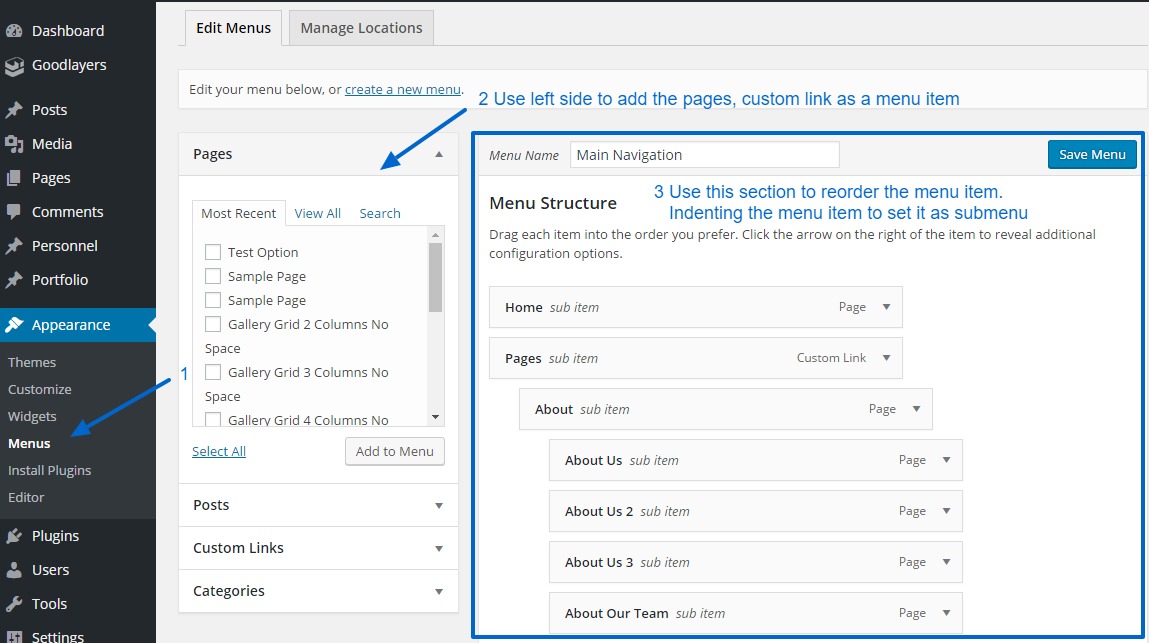 Dashboard
Goodlayers
Posts
Media
Pages
Comments
Personnel
Portfolio
Appearance
Themes
Customize
Widgets
Menus
Install Plugins
Editor
Plugins
Users
Tools
Settings
1
Edit Menus
Manage Locations
Edit your menu below, or create a new menu.
2 Use left side to add the pages, custom link as a menu item
Pages
Most Recent View All Search
Test Option
Sample Page
Sample Page
Gallery Grid 2 Columns No
Space
Gallery Grid 3 Columns No
Space
Gallery Grid 4 Columns No
Select All
Add to Menu
Posts
Custom Links
Categories
Menu Name Main Navigation Save Menu
3 Use this section to reorder the menu item.
Indenting the menu item to set it as submenu
Menu Structure
Drag each item into the order you prefer. Click the arrow on the right of the item to reveal additional
configuration options.
Home sub item Page
Pages sub item Custom Link
About sub item Page
About Us sub item Page
About Us 2 sub item Page
About Us 3 sub item Page
About Our Team sub item Page